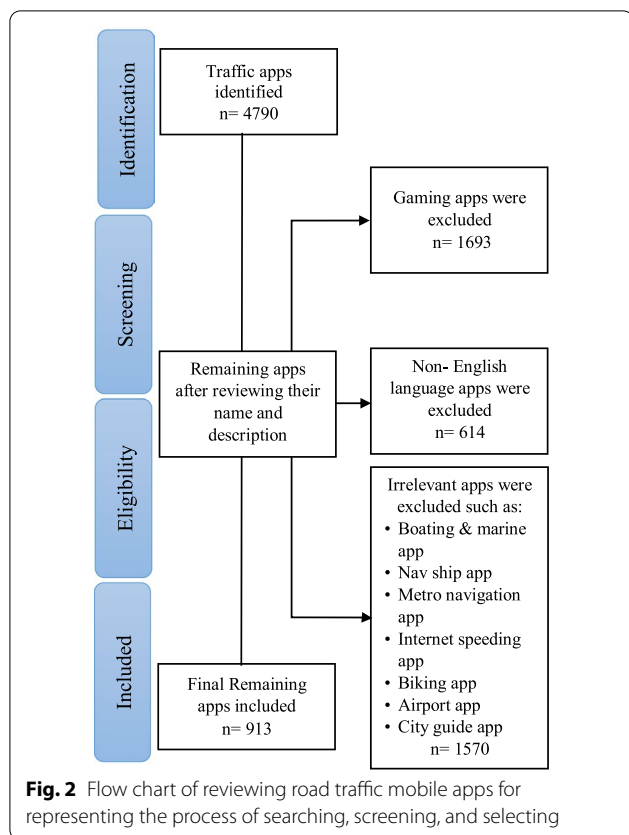 Identification
Screening
Eligibility
Included
Traffic apps
identified
n= 4790
Gaming apps were
excluded
n= 1693
Remaining apps
after reviewing their
name and
description
Non- English
language apps were
excluded
n= 614
Irrelevant apps were
excluded such as:
• Boating & marine
app
• Nav ship app
• Metro navigation
app
• Internet speeding
app
• Biking app
• Airport app
• City guide app
n= 1570
Final Remaining
apps included
n= 913
Fig. 2 Flow chart of reviewing road traffic mobile apps for
representing the process of searching, screening, and selecting